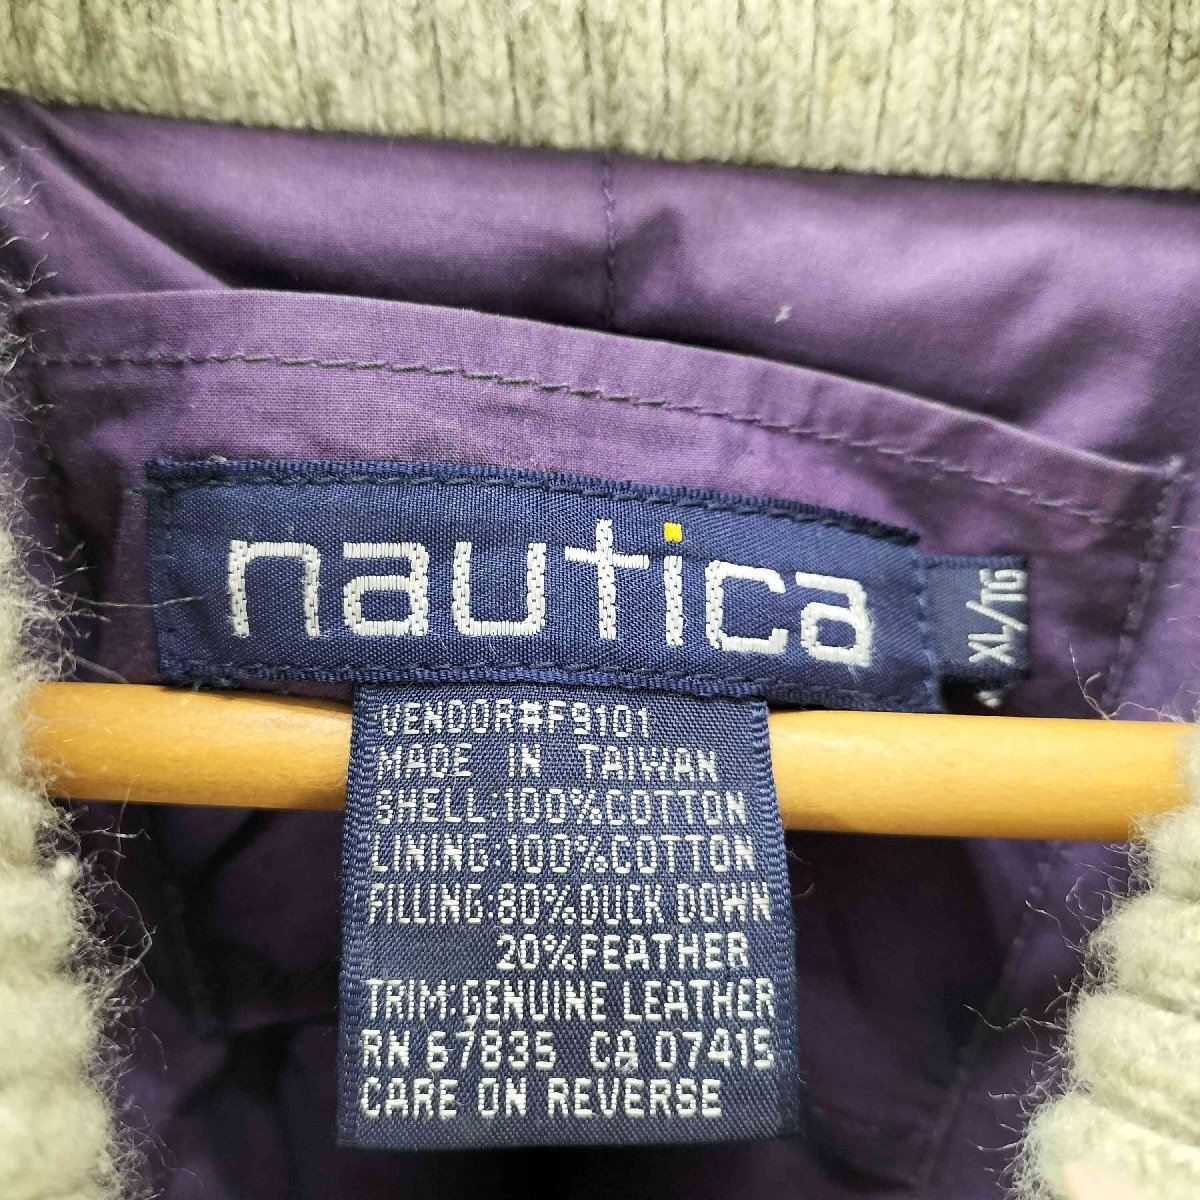 nautica
XL/TG
VENDOR#F9101
MADE IN TAIWAN
SHELL:100%COTTON
LINING:100%COTTON
FILLING:80%DUCK DOWN
20%FEATHER
TRIM:GENUINE LEATHER
RN 67835 CA 07415
CARE ON REVERSE